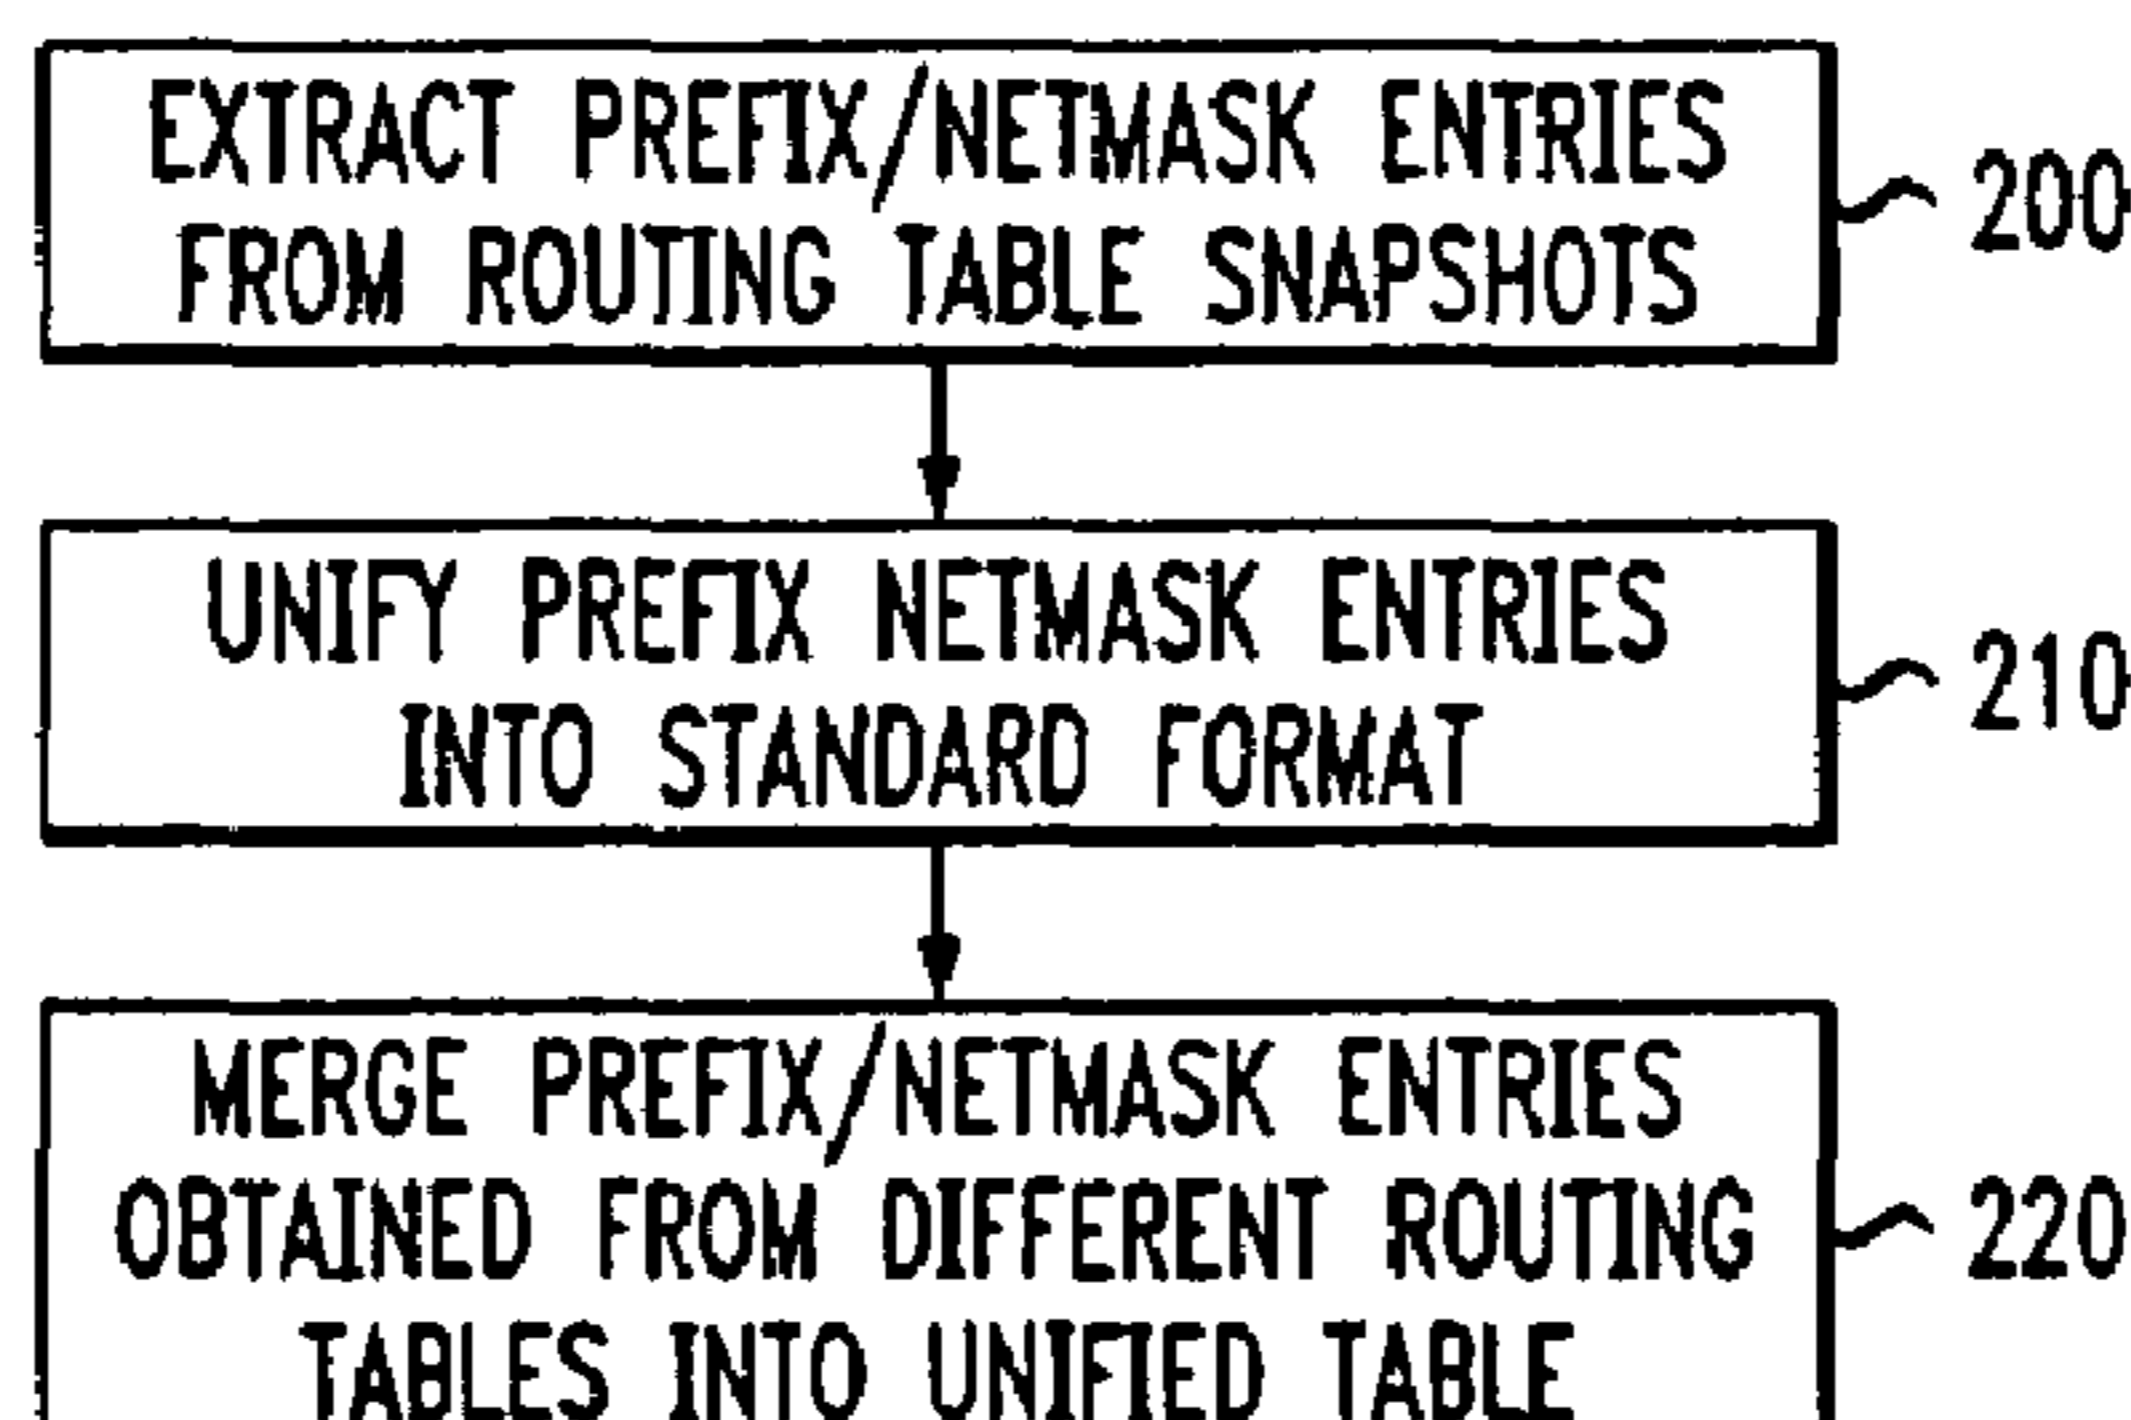 EXTRACT PREFIX/NETMASK ENTRIES
FROM ROUTING TABLE SNAPSHOTS
200
UNIFY PREFIX NETMASK ENTRIES
INTO STANDARD FORMAT
210
MERGE PREFIX/NETMASK ENTRIES
OBTAINED FROM DIFFERENT ROUTING
TABLES INTO UNIFIED TABLE
220